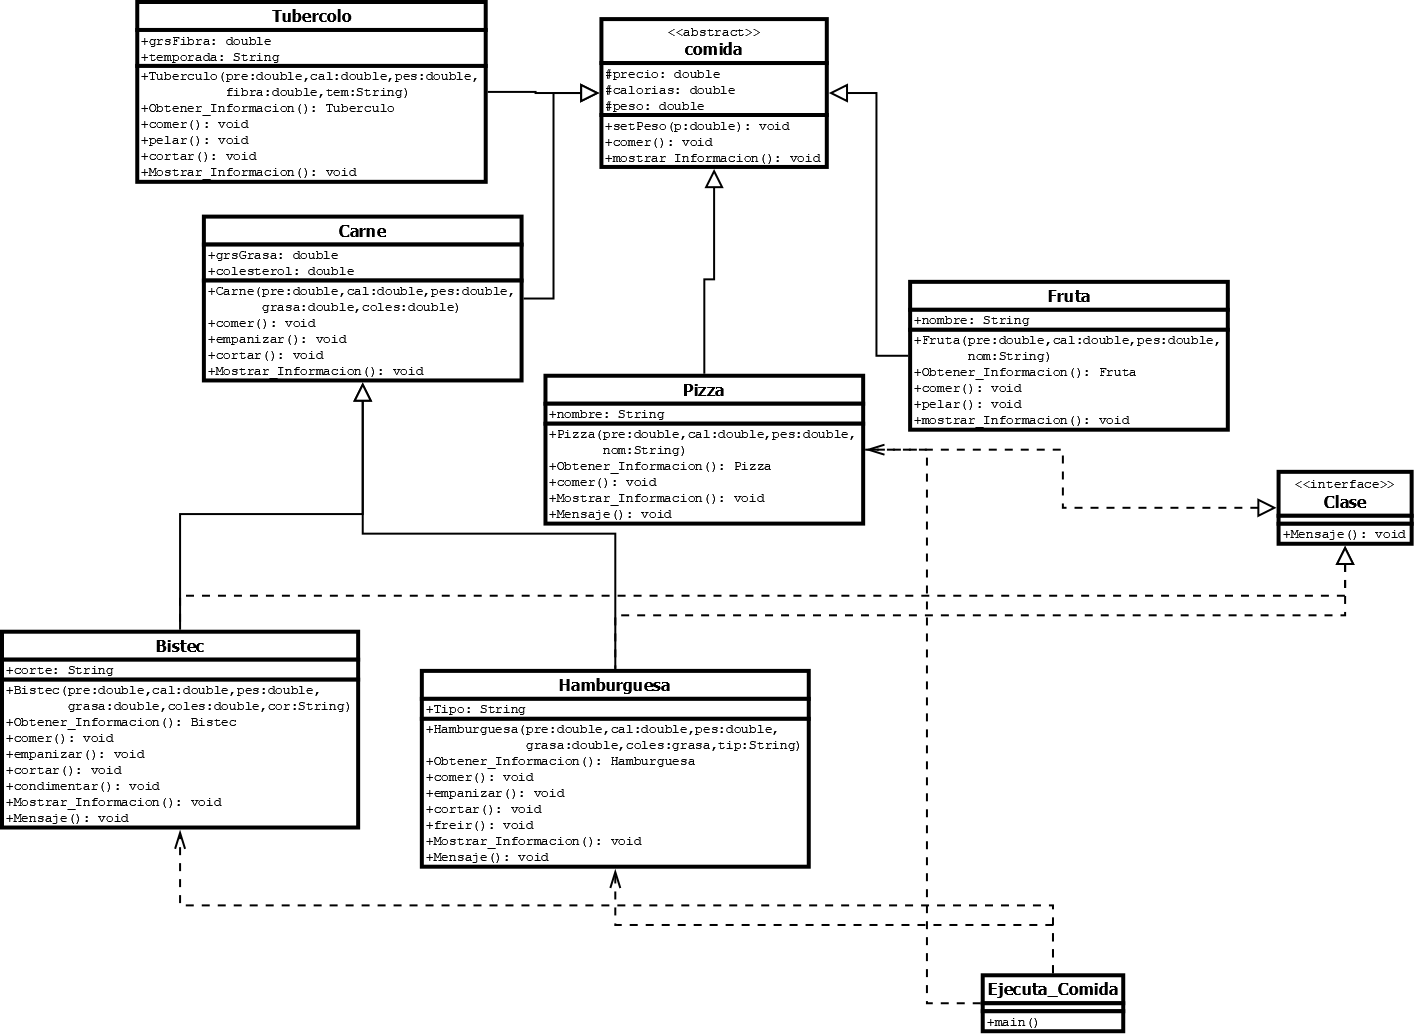 Tubercolo
+grsFibra: double
+temporada: String
+Tuberculo(pre:double,cal:double,pes:double,
fibra:double,tem:String)
+Obtener_Informacion(): Tuberculo
+comer(): void
+pelar(): void
+cortar(): void
+Mostrar_Informacion(): void
<<abstract>>
comida
#precio: double
#calorias: double
#peso: double
+setPeso(p:double): void
+comer(): void
+mostrar_Informacion(): void
Carne
+grsGrasa: double
+colesterol: double
+Carne(pre:double,cal:double,pes:double,
grasa:double,coles:double)
+comer(): void
+empanizar(): void
+cortar(): void
+Mostrar_Informacion(): void
Fruta
+nombre: String
+Fruta(pre:double,cal:double,pes:double,
nom:String)
+Obtener_Informacion(): Fruta
+comer(): void
+pelar(): void
+mostrar_Informacion(): void
Pizza
+nombre: String
+Pizza(pre:double,cal:double,pes:double,
nom:String)
+Obtener_Informacion(): Pizza
+comer(): void
+Mostrar_Informacion(): void
+Mensaje(): void
<<interface>>
Clase
+Mensaje(): void
Bistec
+corte: String
+Bistec(pre:double,cal:double,pes:double,
grasa:double,coles:double,cor:String)
+Obtener_Informacion(): Bistec
+comer(): void
+empanizar(): void
+cortar(): void
+condimentar(): void
+Mostrar_Informacion(): void
+Mensaje(): void
Hamburguesa
+Tipo: String
+Hamburguesa(pre:double,cal:double,pes:double,
grasa:double,coles:grasa,tip:String)
+Obtener_Informacion(): Hamburguesa
+comer(): void
+empanizar(): void
+cortar(): void
+freir(): void
+Mostrar_Informacion(): void
+Mensaje(): void
Ejecuta_Comida
+main()